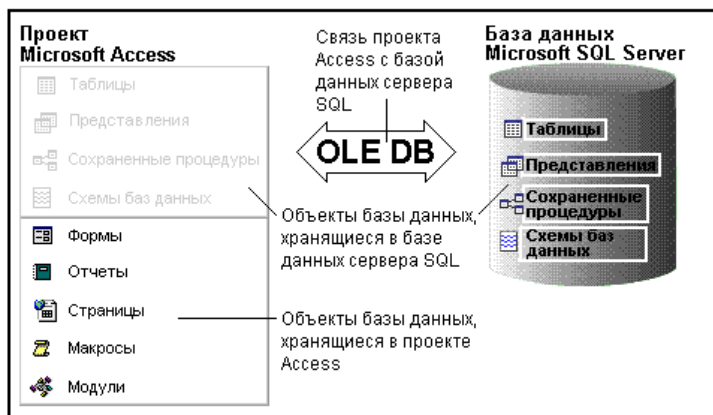 Проект
Microsoft Access
Таблицы
Представления
Сохраненные процедуры
Схемы баз данных
Формы
Отчеты
Страницы
Макросы
Модули
Связь проекта
Access с базой
данных сервера
SQL
OLE DB
Объекты базы данных,
хранящиеся в базе
данных сервера SQL
Объекты базы данных,
хранящиеся в проекте
Access
База данных
Microsoft SQL Server
Таблицы
Представления
Сохраненные
процедуры
Схемы баз
данных